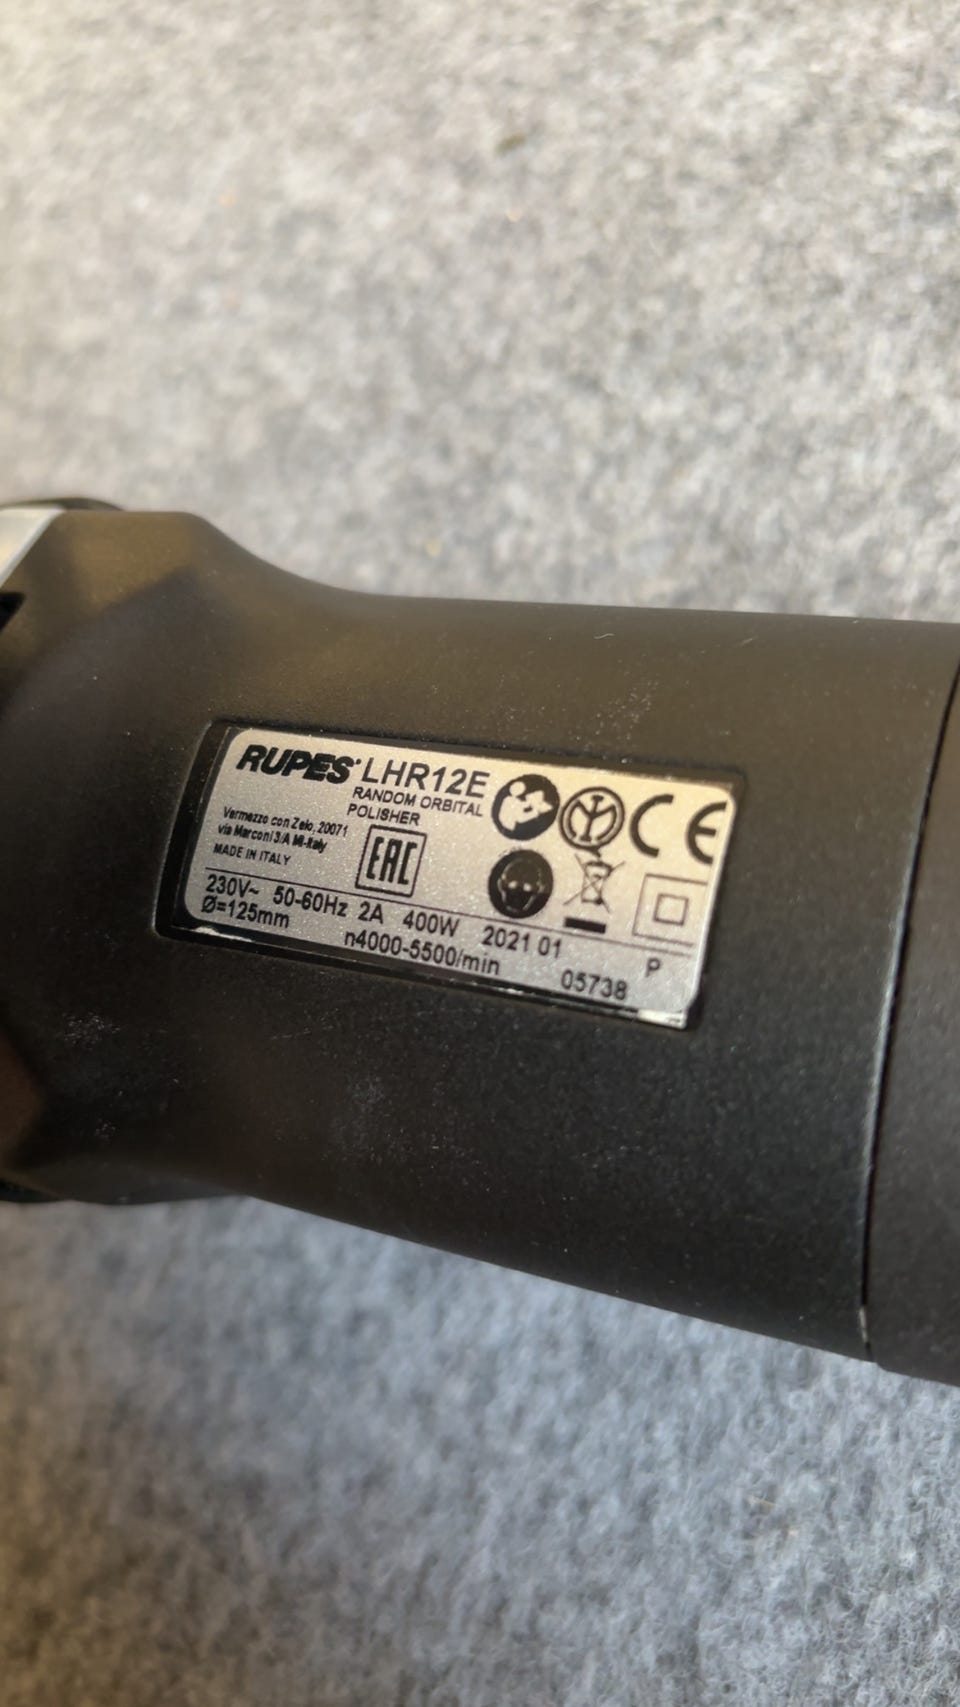 RUPES LHR12E
RANDOM ORBITAL
POLISHER
Vermezzo con Zelo, 20071
via Marconi 3/A MI-Italy
MADE IN ITALY
EAC
CE
230V~ 50-60Hz 2A 400W 2021 01
Ø=125mm n4000-5500/min 05738 P